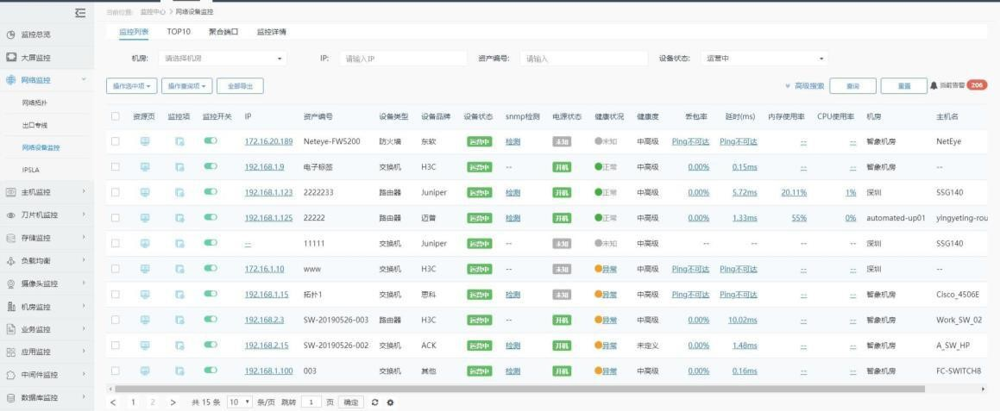 当前位置: 监控中心 > 网络设备监控
监控总览
大屏监控
网络监控
网络拓扑
出口专线
网络设备监控
IPSLA
主机监控
刀片机监控
存储监控
负载均衡
摄像头监控
机房监控
业务监控
应用监控
中间件监控
数据库监控
监控列表 TOP10 聚合端口 监控详情
机房: 请选择机房 IP: 请输入IP 资产编号: 请输入 设备状态: 运营中
操作选中项 操作查询项 全部导出 高级搜索 查询 重置 当前告警 206
资源页 监控项 监控开关 IP 资产编号 设备类型 设备品牌 设备状态 snmp检测 电源状态 健康状况 健康度 丢包率 延时(ms) 内存使用率 CPU使用率 机房 主机名
172.16.20.189 Neteye-FW5200 防火墙 东软 运营中 检测 未知 未知 中高级 Ping不可达 Ping不可达 -- -- 智象机房 NetEye
192.168.1.9 电子标签 交换机 H3C 运营中 -- 开机 正常 中高级 0.00% 0.15ms -- -- 智象机房 --
192.168.1.123 2222233 路由器 Juniper 运营中 检测 开机 正常 中高级 0.00% 5.72ms 20.11% 1% 深圳 SSG140
192.168.1.125 22222 路由器 迈普 运营中 检测 开机 正常 中高级 0.00% 1.33ms 55% 0% automated-up01 yingyeting-rou
-- 11111 交换机 Juniper 运营中 -- 未知 未知 中高级 -- -- -- -- 深圳 SSG140
172.16.1.10 www 交换机 H3C 运营中 -- 未知 异常 中高级 Ping不可达 Ping不可达 -- -- 深圳 --
192.168.1.15 拓扑1 交换机 思科 运营中 检测 未知 异常 中高级 Ping不可达 Ping不可达 -- -- 智象机房 Cisco_4506E
192.168.2.3 SW-20190526-003 路由器 H3C 运营中 -- 开机 异常 中高级 0.00% 10.02ms -- -- 智象机房 Work_SW_02
192.168.2.15 SW-20190526-002 交换机 ACK 运营中 检测 开机 异常 未定义 0.00% 1.48ms -- -- 智象机房 A_SW_HP
192.168.1.100 003 交换机 其他 运营中 检测 开机 异常 中高级 0.00% 0.16ms -- -- 智象机房 FC-SWITCH8
< 1 2 > 共 15 条 10 条/页 跳转 1 页 确定